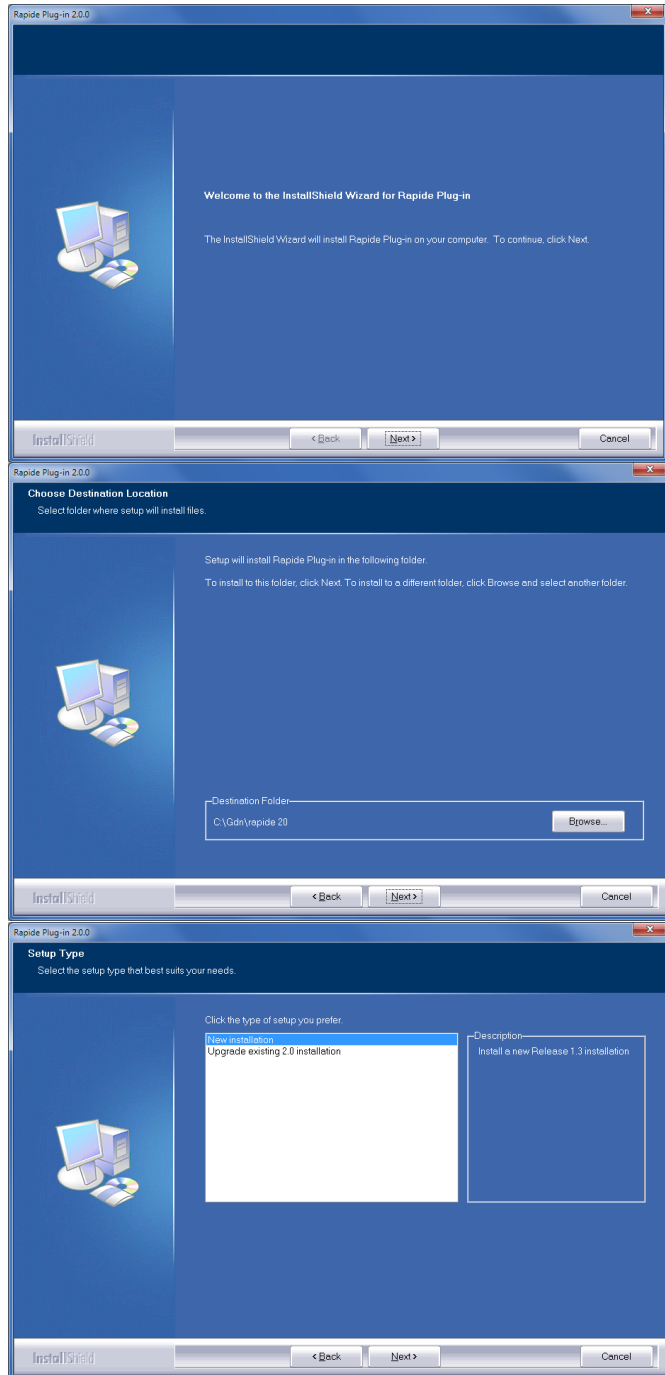 Rapide Plug-in 2.0.0
Welcome to the InstallShield Wizard for Rapide Plug-in
The InstallShield Wizard will install Rapide Plug-in on your computer. To continue, click Next.
InstallShield
< Back
Next >
Cancel
Rapide Plug-in 2.0.0
Choose Destination Location
Select folder where setup will install files.
Setup will install Rapide Plug-in in the following folder.
To install to this folder, click Next. To install to a different folder, click Browse and select another folder.
Destination Folder
C:\Gdn\rapide 20
Browse...
InstallShield
< Back
Next >
Cancel
Rapide Plug-in 2.0.0
Setup Type
Select the setup type that best suits your needs.
Click the type of setup you prefer.
New installation
Upgrade existing 2.0 installation
Description
Install a new Release 1.3 installation
InstallShield
< Back
Next >
Cancel